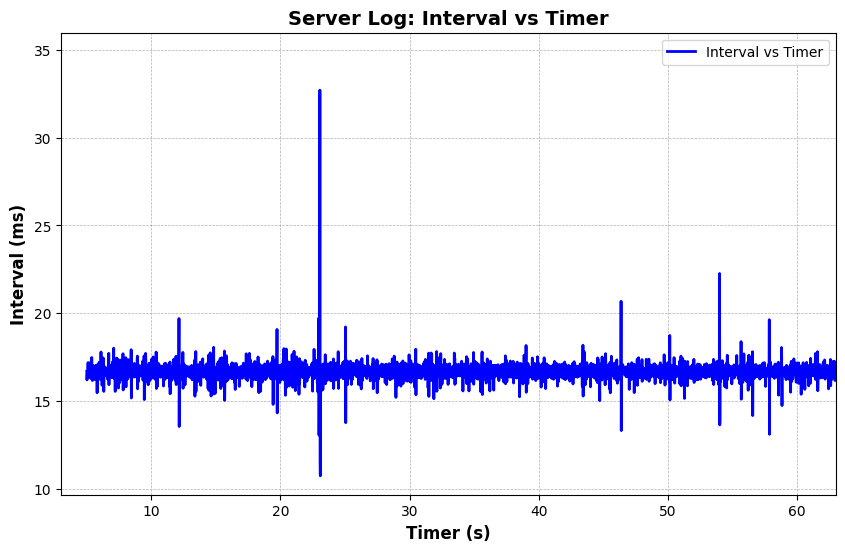 Server Log: Interval vs Timer
Interval vs Timer
35
30
25
20
15
10
Interval (ms)
10 20 30 40 50 60
Timer (s)